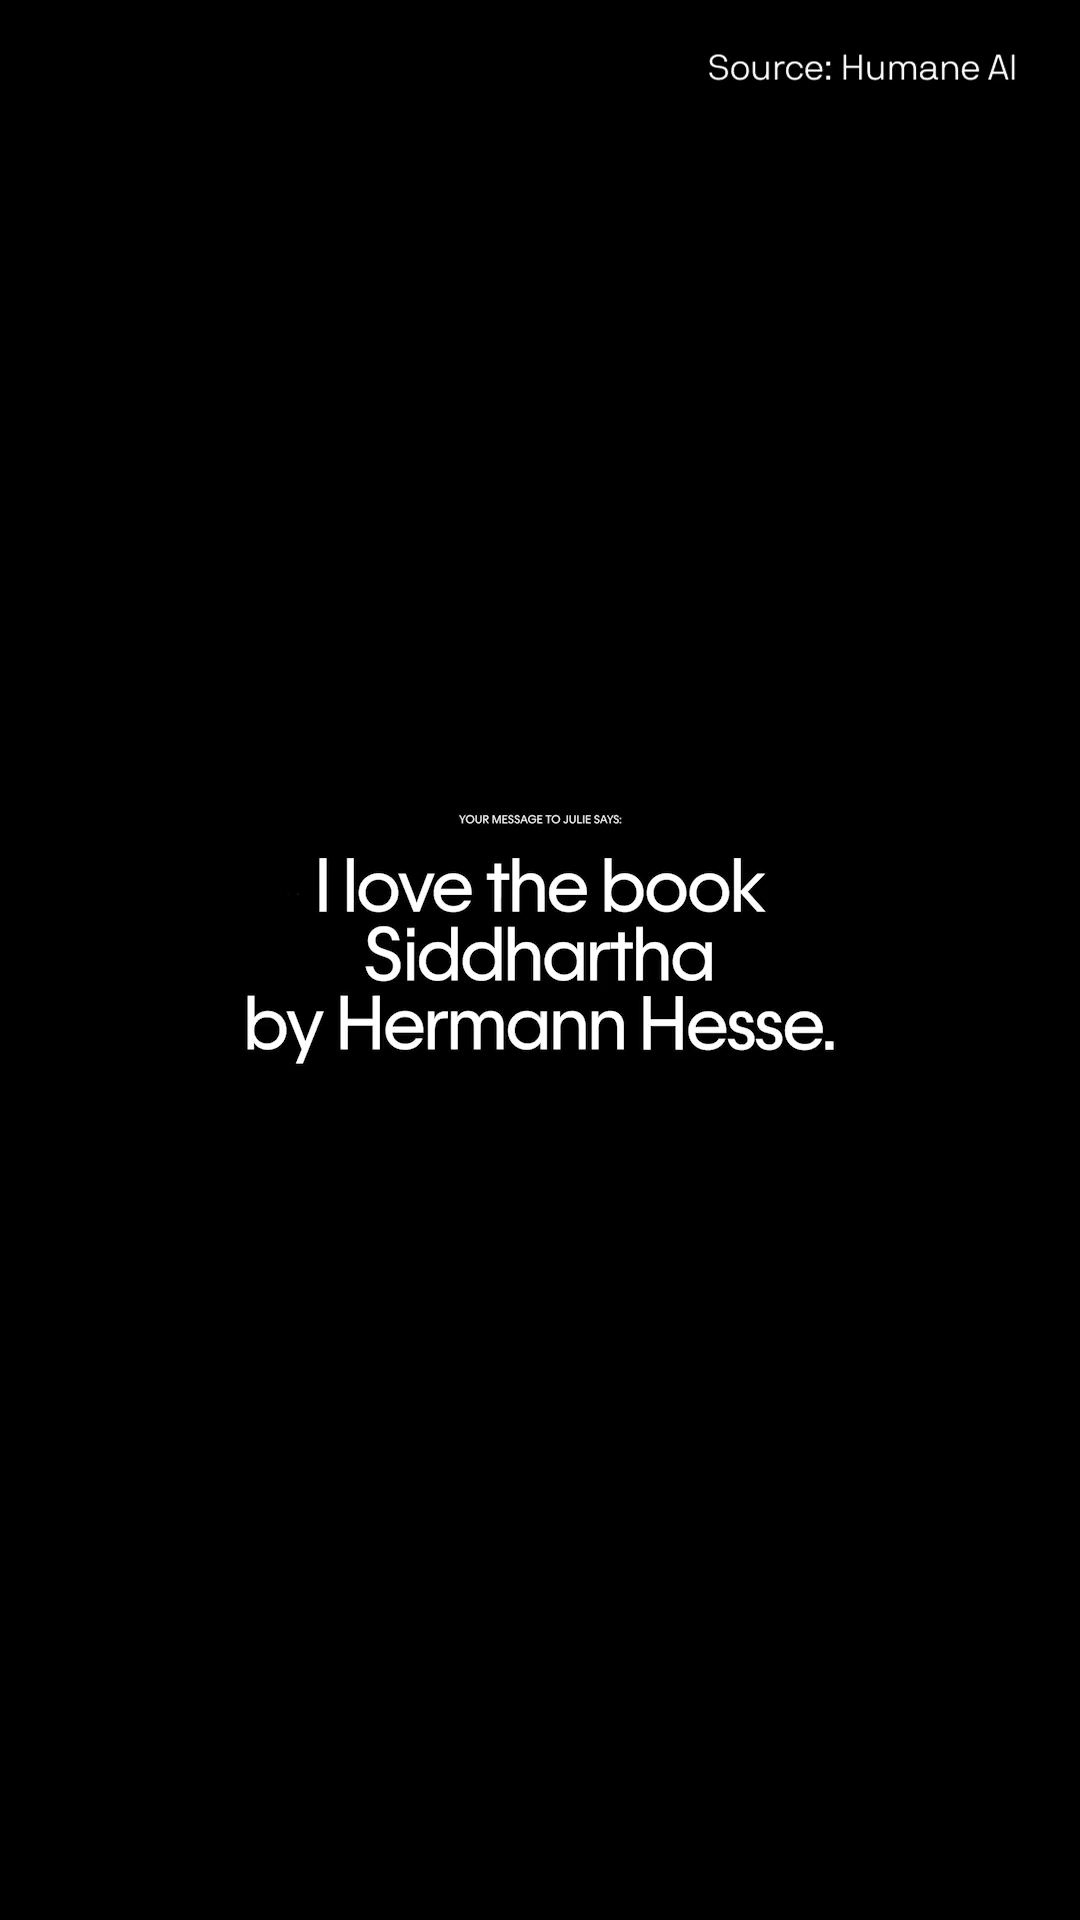 Source: Humane AI
YOUR MESSAGE TO JULIE SAYS:
I love the book
Siddhartha
by Hermann Hesse.